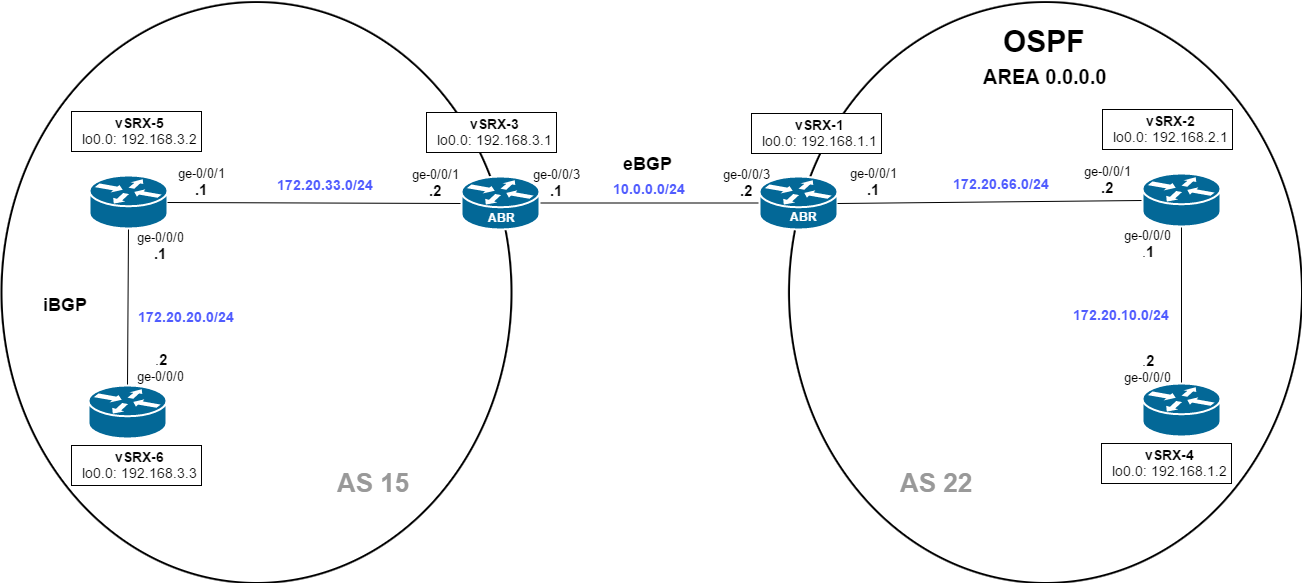 OSPF
AREA 0.0.0.0
vSRX-5
lo0.0: 192.168.3.2
vSRX-3
lo0.0: 192.168.3.1
vSRX-1
lo0.0: 192.168.1.1
vSRX-2
lo0.0: 192.168.2.1
ge-0/0/1
.1
172.20.33.0/24
ge-0/0/1
.2
ABR
ge-0/0/3
.1
eBGP
10.0.0.0/24
ge-0/0/3
.2
ABR
ge-0/0/1
.1
172.20.66.0/24
ge-0/0/1
.2
ge-0/0/0
.1
ge-0/0/0
.1
iBGP
172.20.20.0/24
172.20.10.0/24
.2
ge-0/0/0
.2
ge-0/0/0
vSRX-6
lo0.0: 192.168.3.3
AS 15
AS 22
vSRX-4
lo0.0: 192.168.1.2